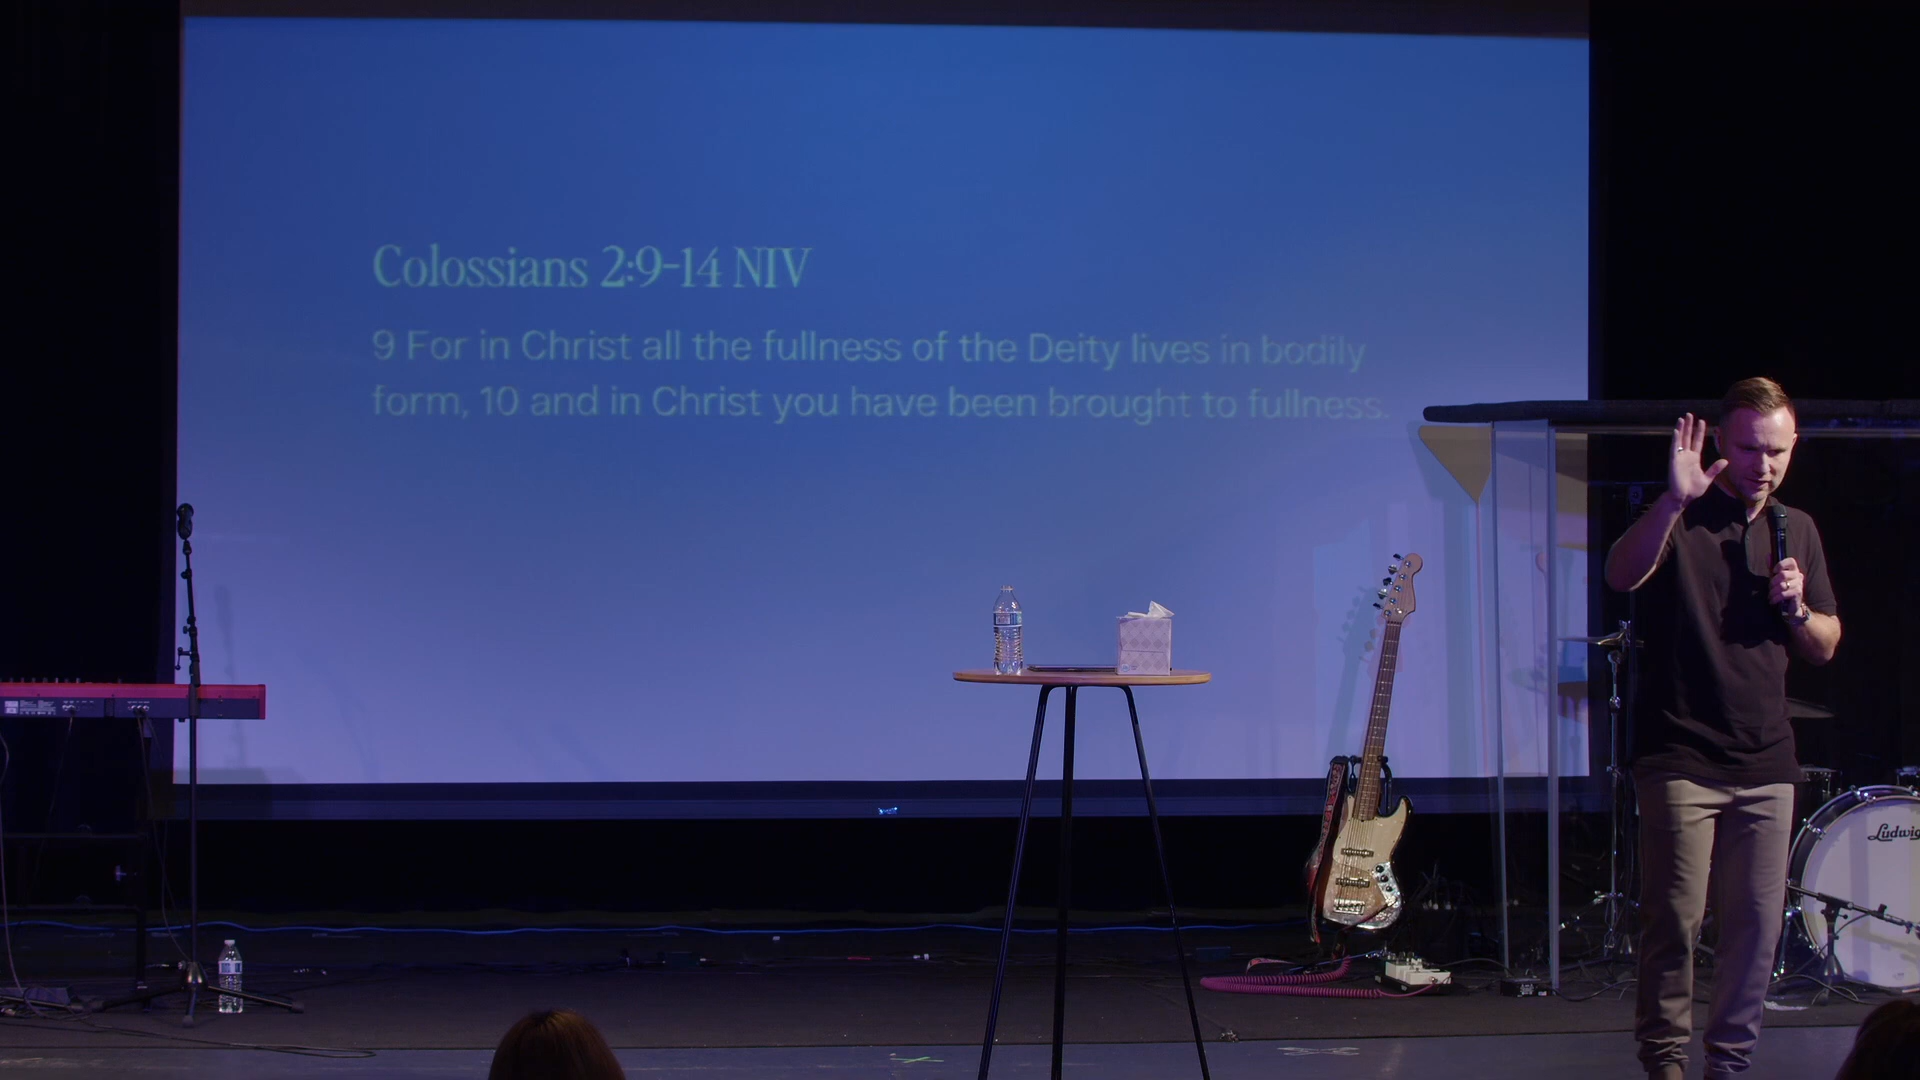 Colossians 2:9-14 NIV
9 For in Christ all the fullness of the Deity lives in bodily
form, 10 and in Christ you have been brought to fullness.
Ludwig